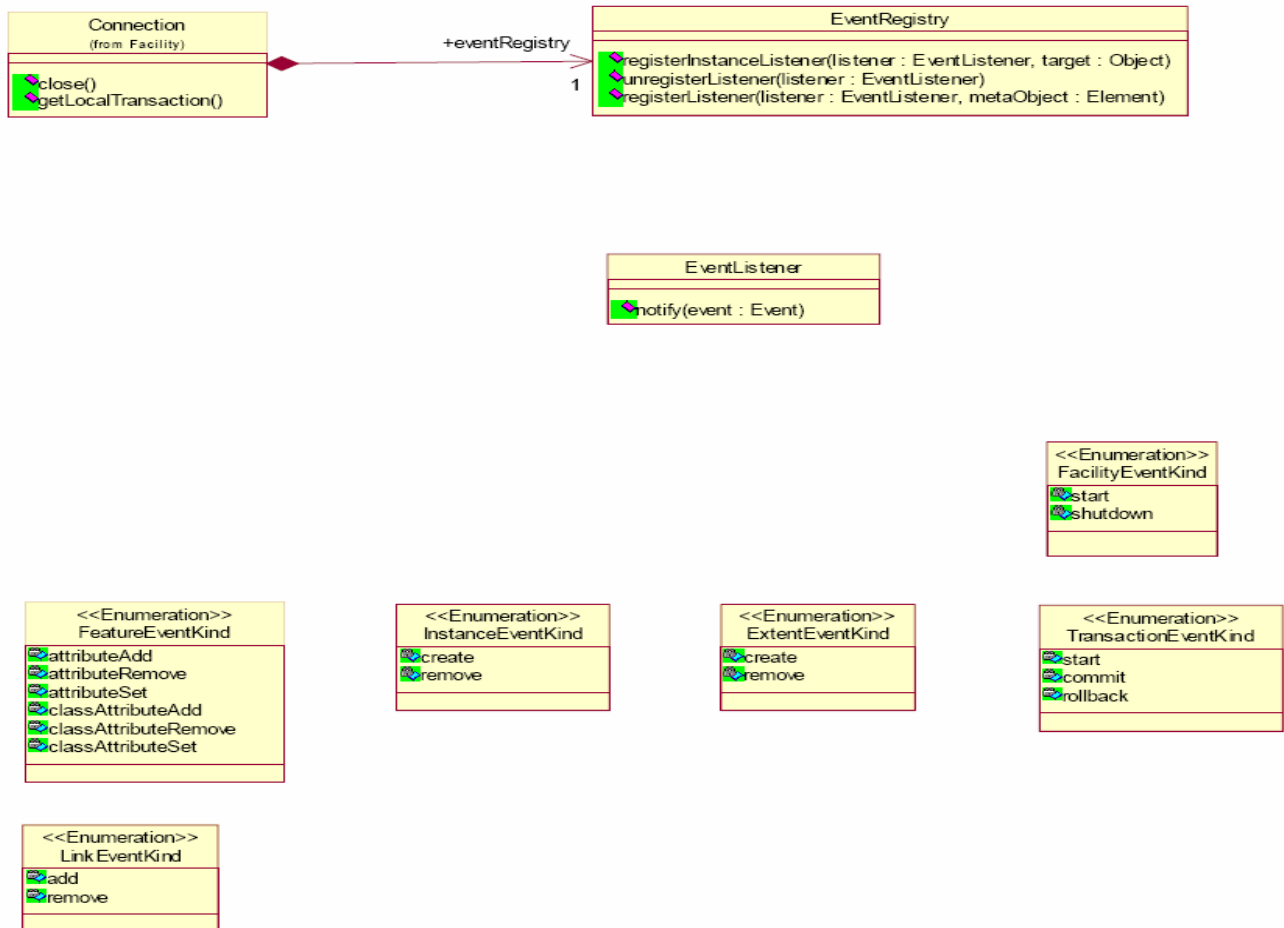 Connection
(from Facility)
close()
getLocalTransaction()
+eventRegistry
1
EventRegistry
registerInstanceListener(listener : EventListener, target : Object)
unregisterListener(listener : EventListener)
registerListener(listener : EventListener, metaObject : Element)
EventListener
notify(event : Event)
<<Enumeration>>
FacilityEventKind
start
shutdown
<<Enumeration>>
FeatureEventKind
attributeAdd
attributeRemove
attributeSet
classAttributeAdd
classAttributeRemove
classAttributeSet
<<Enumeration>>
InstanceEventKind
create
remove
<<Enumeration>>
ExtentEventKind
create
remove
<<Enumeration>>
TransactionEventKind
start
commit
rollback
<<Enumeration>>
LinkEventKind
add
remove